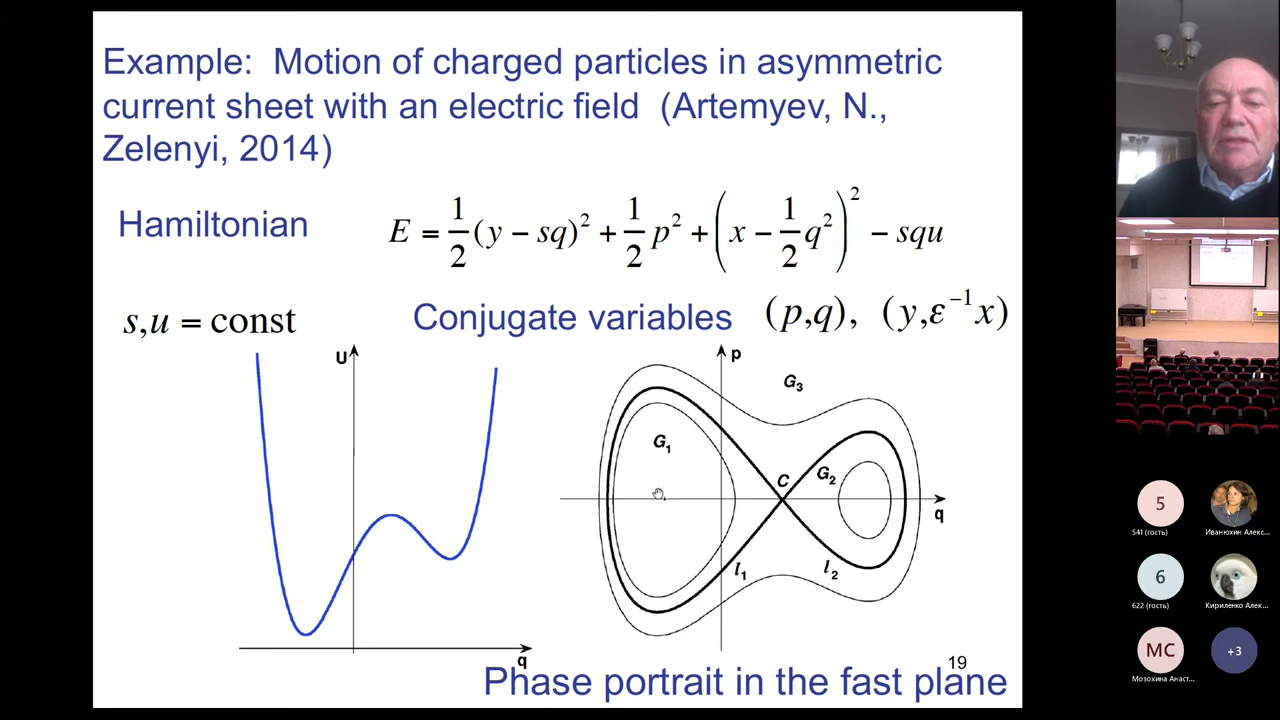 Example: Motion of charged particles in asymmetric
current sheet with an electric field (Artemyev, N.,
Zelenyi, 2014)
Hamiltonian
E = 1/2 (y − sq)² + 1/2 p² + (x − 1/2 q²)² − squ
s,u = const
Conjugate variables (p,q), (y,ε⁻¹x)
U
q
p
G₃
G₁
C
G₂
q
l₁
l₂
19
Phase portrait in the fast plane
5
541 (гость)
Иванюхин Алекс...
6
622 (гость)
Кириленко Алек...
МС
Мозохина Анаст...
+3